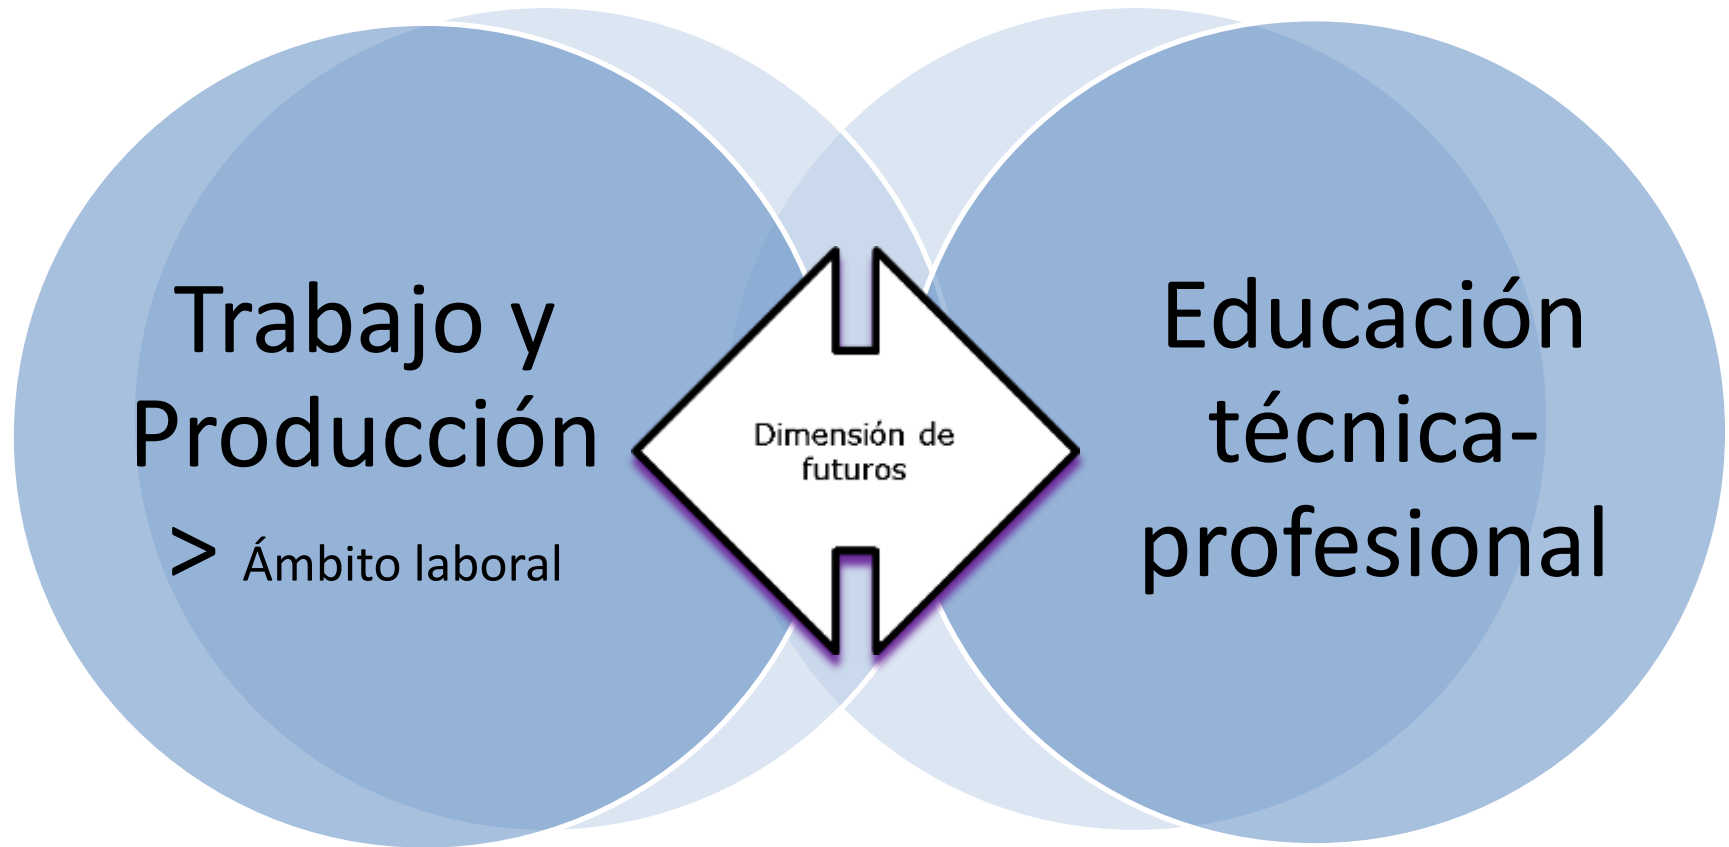 Trabajo y
Producción
> Ámbito laboral
Dimensión de
futuros
Educación
técnica-
profesional